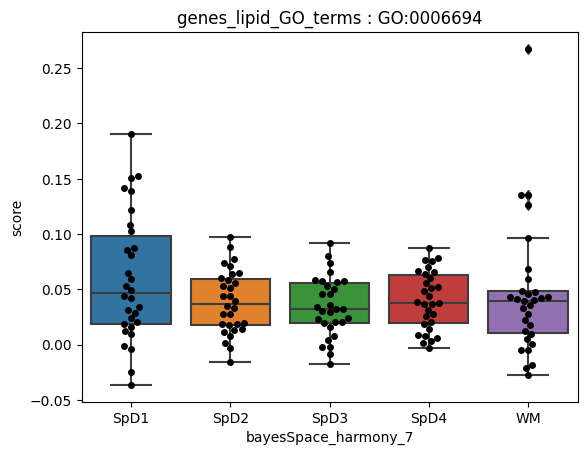 genes_lipid_GO_terms : GO:0006694
0.25
0.20
0.15
0.10
0.05
0.00
−0.05
score
SpD1 SpD2 SpD3 SpD4 WM
bayesSpace_harmony_7